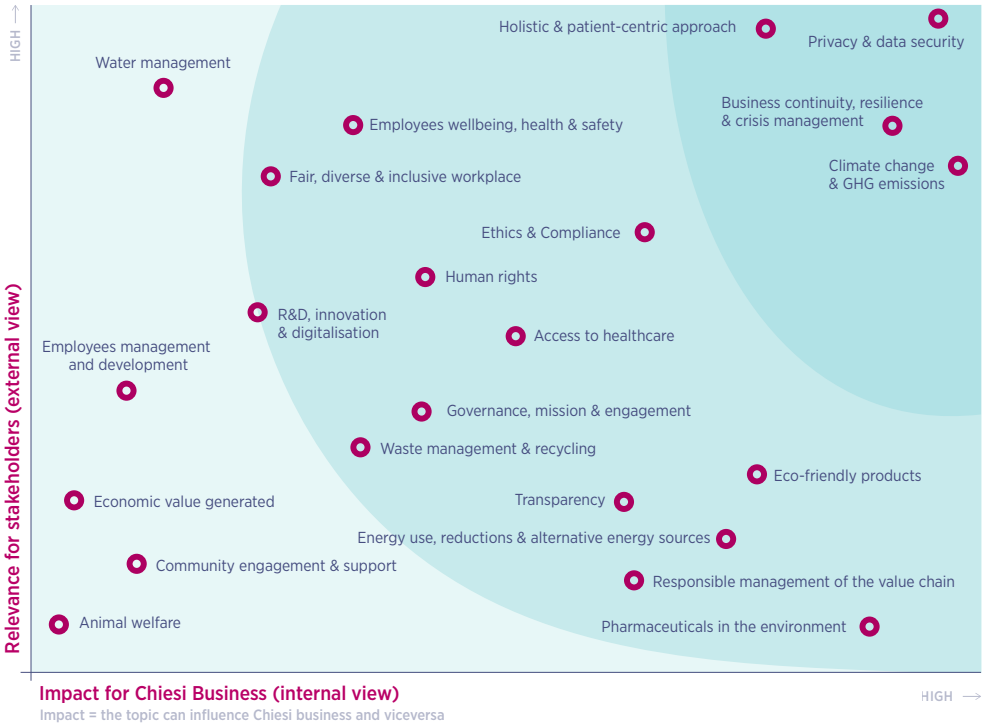 HIGH
Holistic & patient-centric approach
Privacy & data security
Water management
Business continuity, resilience
& crisis management
Employees wellbeing, health & safety
Climate change
& GHG emissions
Fair, diverse & inclusive workplace
Ethics & Compliance
Human rights
R&D, innovation
& digitalisation
Access to healthcare
Employees management
and development
Governance, mission & engagement
Waste management & recycling
Eco-friendly products
Transparency
Economic value generated
Energy use, reductions & alternative energy sources
Community engagement & support
Responsible management of the value chain
Animal welfare
Pharmaceuticals in the environment
Relevance for stakeholders (external view)
Impact for Chiesi Business (internal view)
HIGH
Impact = the topic can influence Chiesi business and viceversa